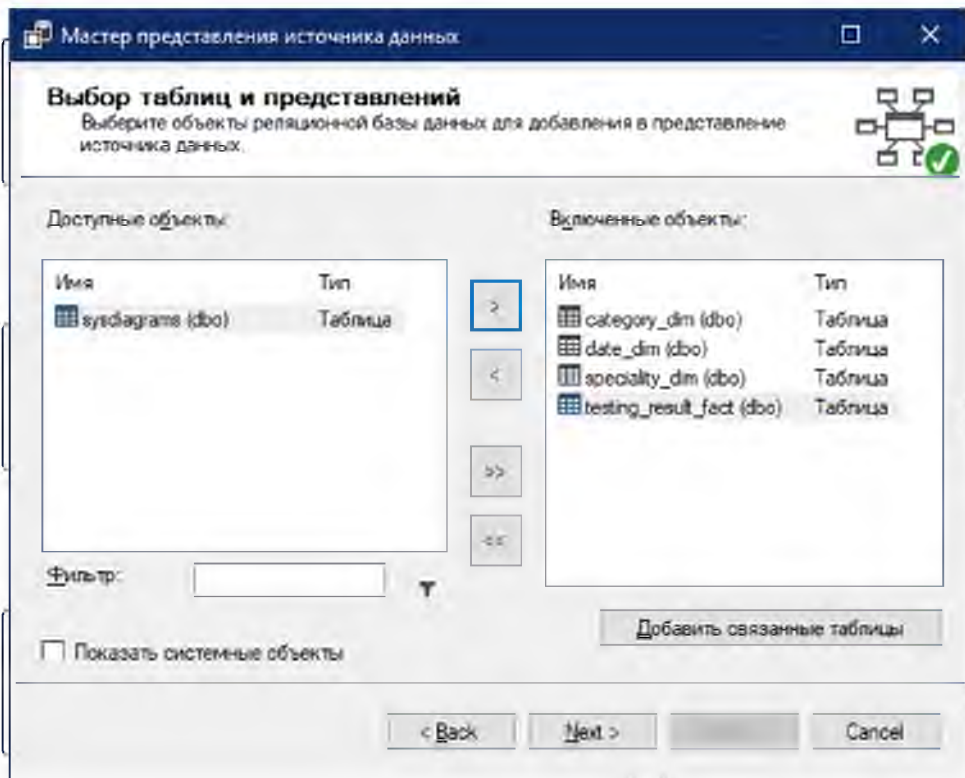 Мастер представления источника данных
Выбор таблиц и представлений
Выберите объекты реляционной базы данных для добавления в представление
источника данных.
Доступные объекты:
Имя Тип
sysdiagrams (dbo) Таблица
Фильтр:
Показать системные объекты
>
<
>>
<<
Включенные объекты:
Имя Тип
category_dim (dbo) Таблица
date_dim (dbo) Таблица
speciality_dim (dbo) Таблица
testing_result_fact (dbo) Таблица
Добавить связанные таблицы
< Back
Next >
Cancel